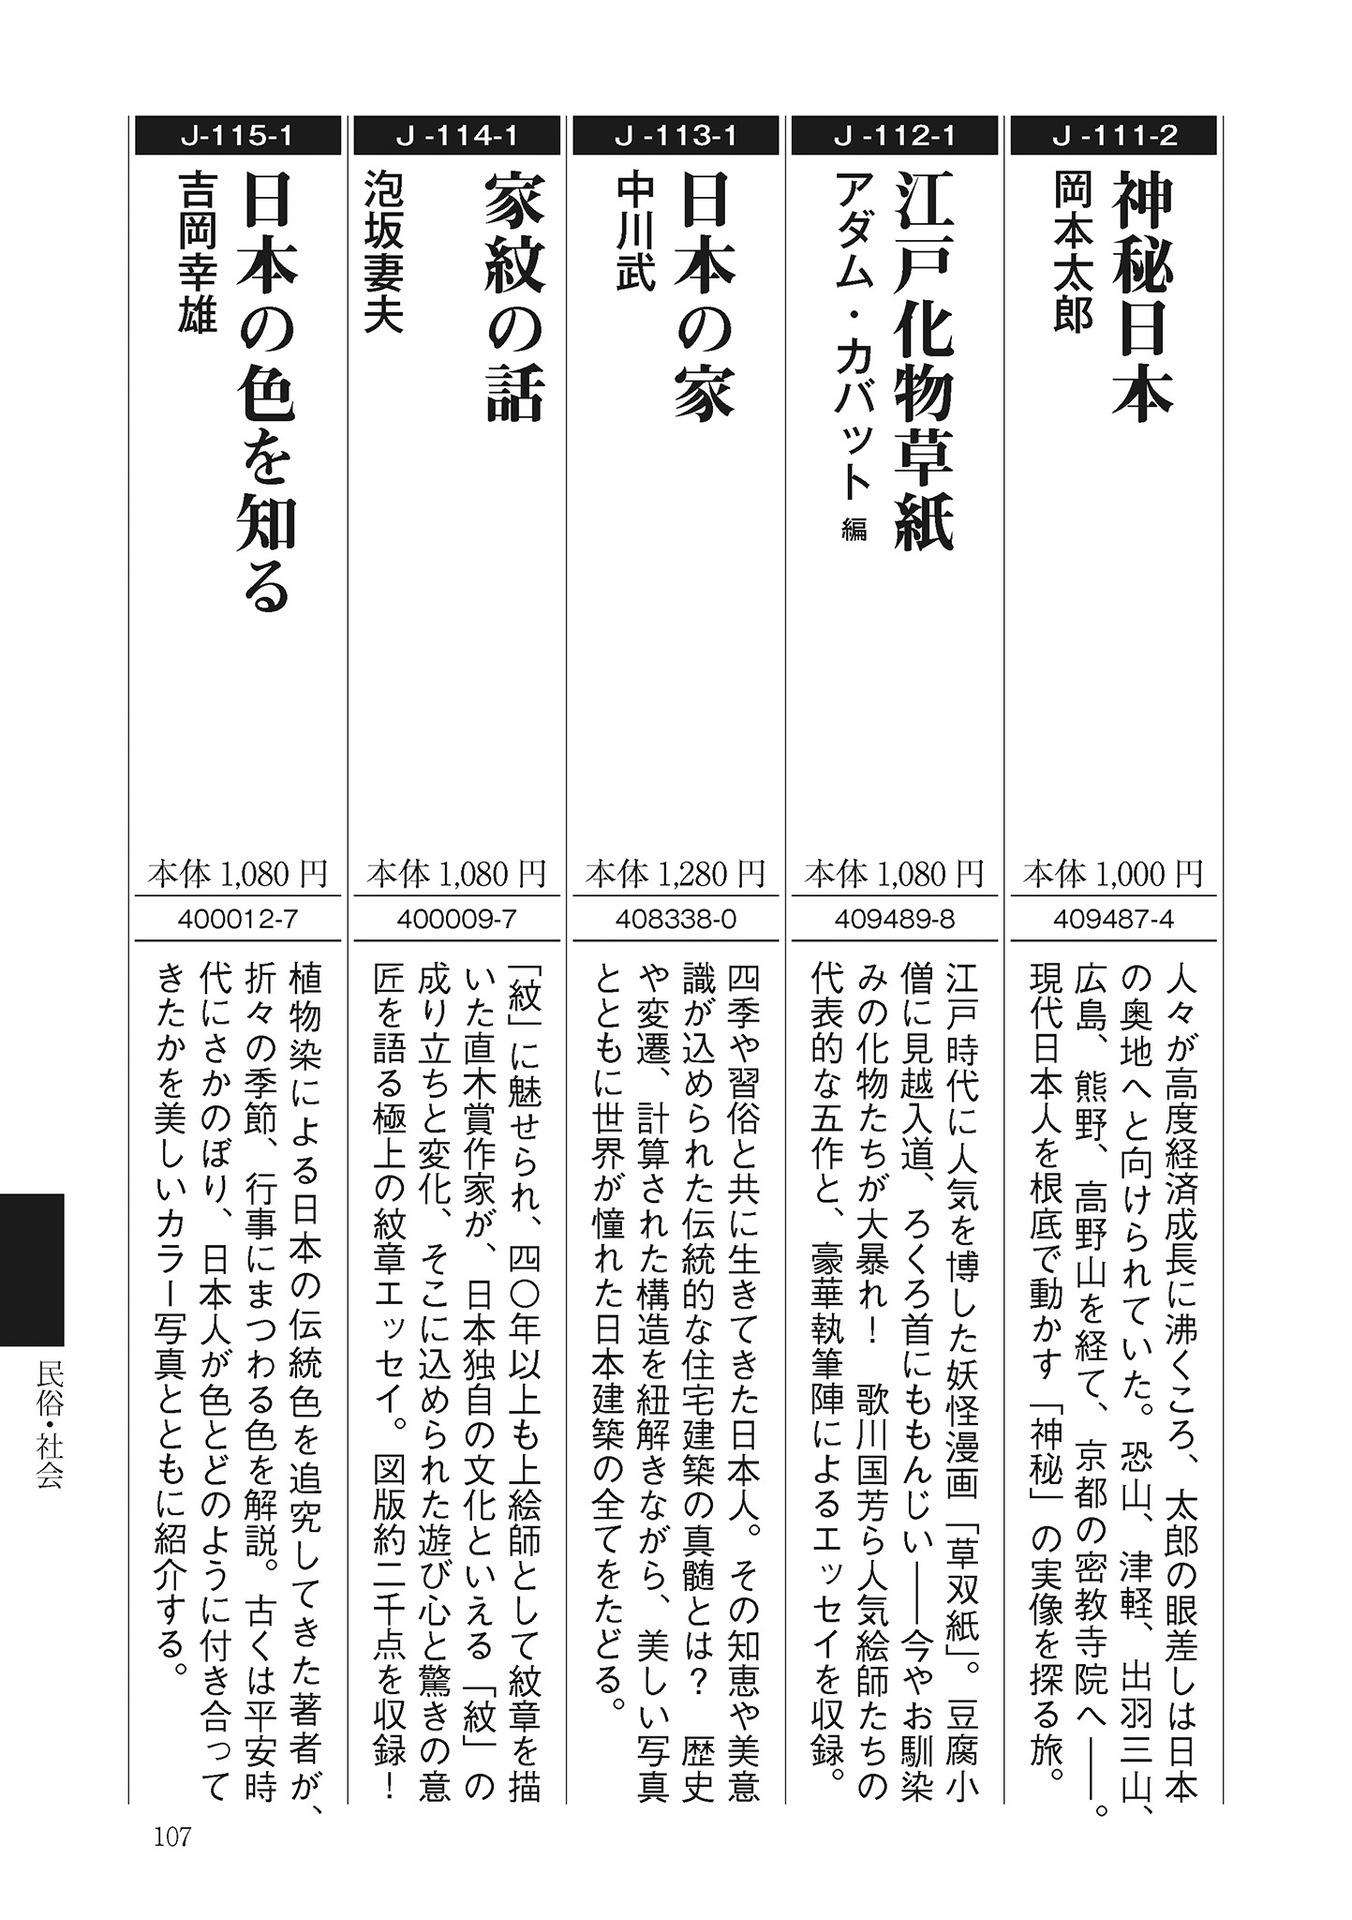 J-111-2
神秘日本
岡本太郎
本体1,000円
409487-4
人々が高度経済成長に沸くころ、太郎の眼差しは日本
の奥地へと向けられていた。恐山、津軽、出羽三山、
広島、熊野、高野山を経て、京都の密教寺院へ――。
現代日本人を根底で動かす「神秘」の実像を探る旅。
J-112-1
江戸化物草紙
アダム・カバット 編
本体1,080円
409489-8
江戸時代に人気を博した妖怪漫画「草双紙」。豆腐小
僧に見越入道、ろくろ首にももんじい――今やお馴染
みの化物たちが大暴れ！　歌川国芳ら人気絵師たちの
代表的な五作と、豪華執筆陣によるエッセイを収録。
J-113-1
日本の家
中川武
本体1,280円
408338-0
四季や習俗と共に生きてきた日本人。その知恵や美意
識が込められた伝統的な住宅建築の真髄とは？　歴史
や変遷、計算された構造を紐解きながら、美しい写真
とともに世界が憧れた日本建築の全てをたどる。
J-114-1
家紋の話
泡坂妻夫
本体1,080円
400009-7
「紋」に魅せられ、四〇年以上も上絵師として紋章を描
いた直木賞作家が、日本独自の文化といえる「紋」の
成り立ちと変化、そこに込められた遊び心と驚きの意
匠を語る極上の紋章エッセイ。図版約二千点を収録！
J-115-1
日本の色を知る
吉岡幸雄
本体1,080円
400012-7
植物染による日本の伝統色を追究してきた著者が、
折々の季節、行事にまつわる色を解説。古くは平安時
代にさかのぼり、日本人が色とどのように付き合って
きたかを美しいカラー写真とともに紹介する。
民俗・社会
107